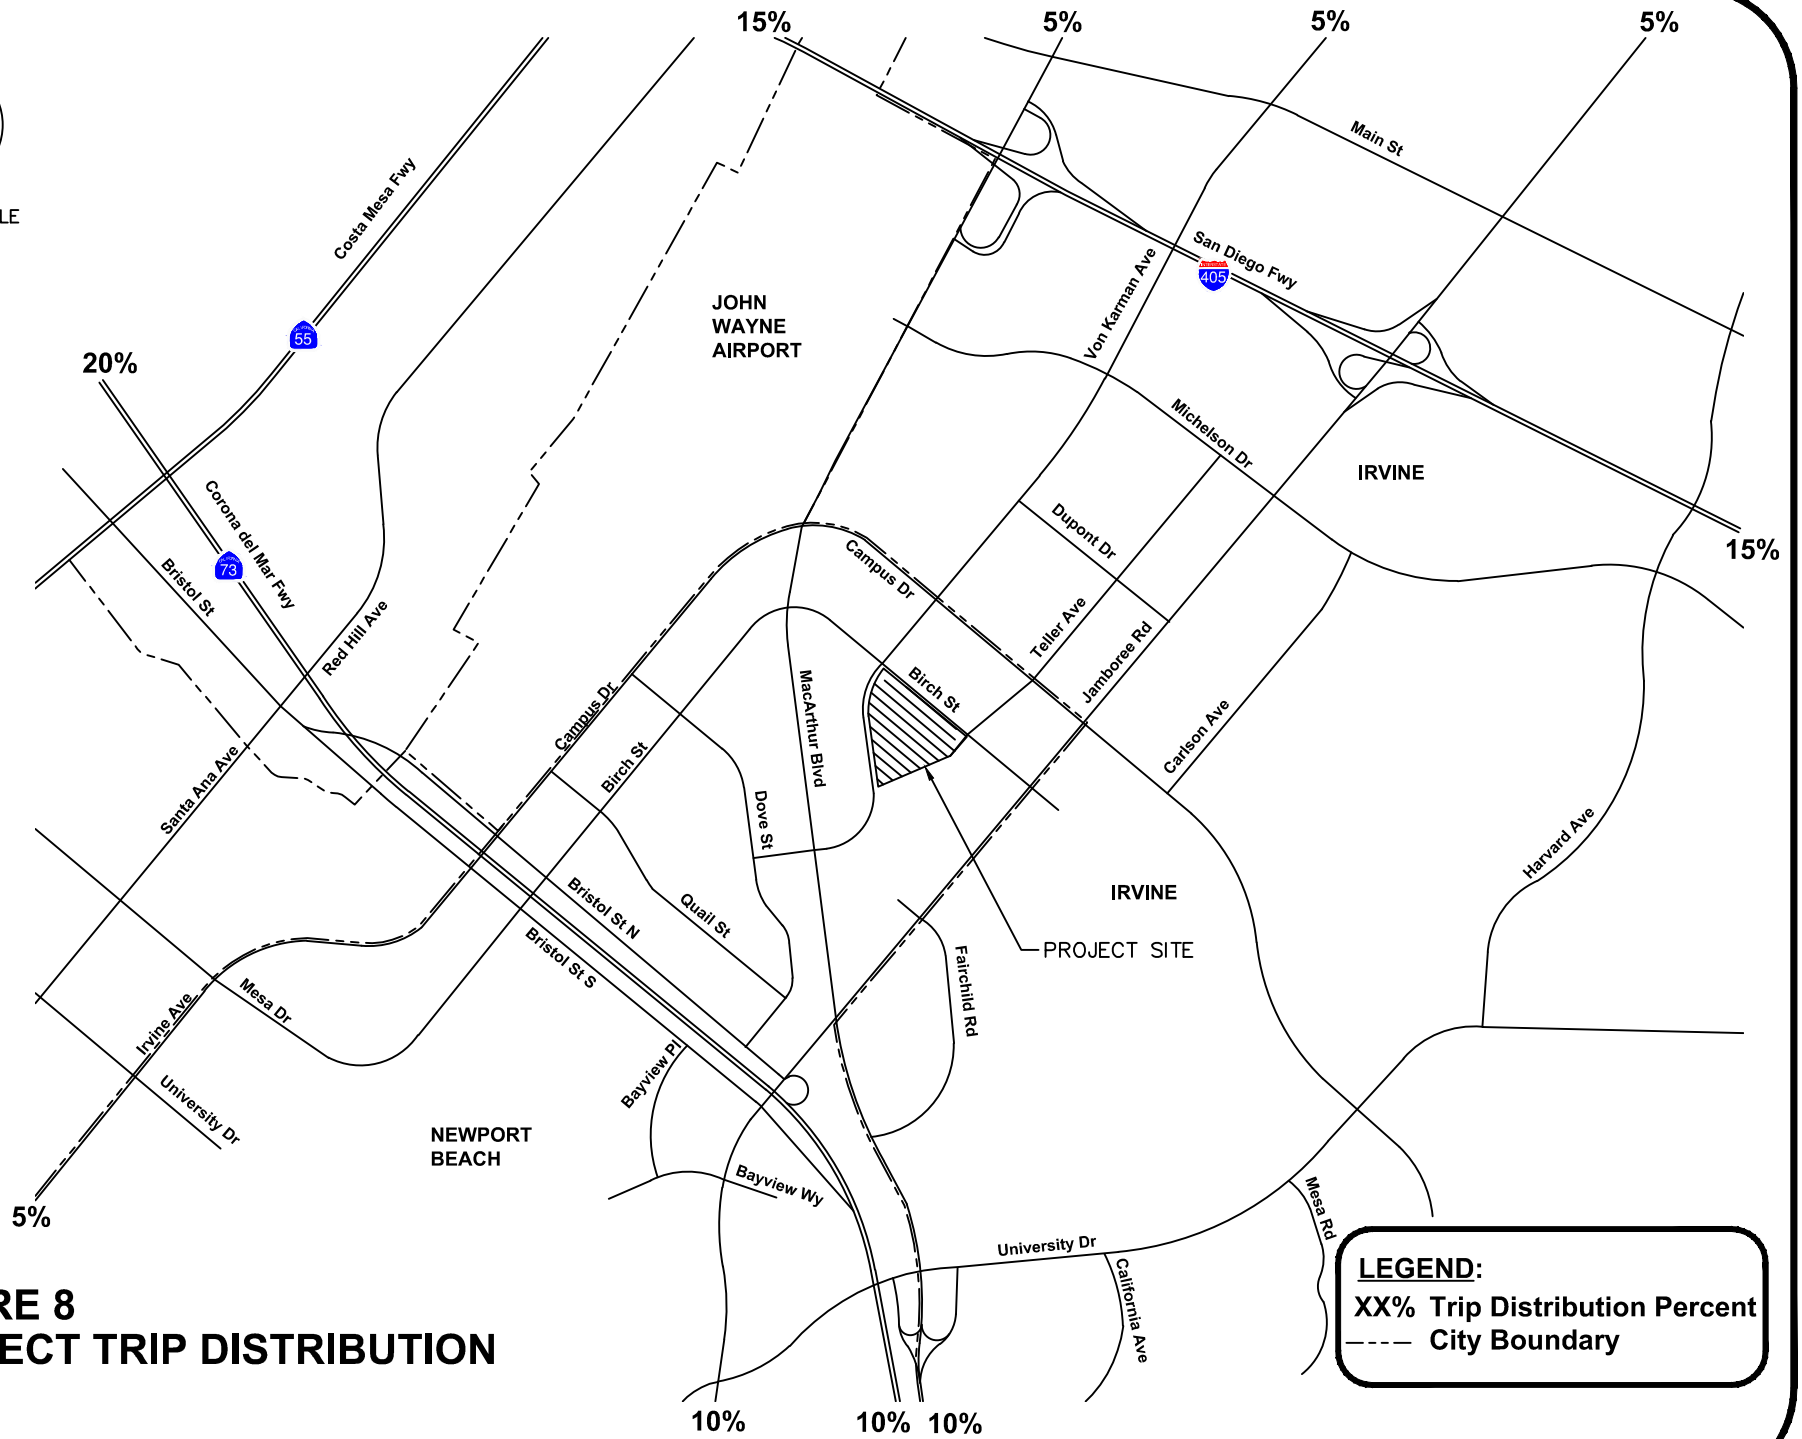 15%
5%
5%
5%
Main St
LE
Costa Mesa Fwy
San Diego Fwy
405
Von Karman Ave
JOHN
WAYNE
AIRPORT
55
20%
Michelson Dr
IRVINE
15%
Corona del Mar Fwy
73
Bristol St
Dupont Dr
Campus Dr
Teller Ave
Jamboree Rd
Red Hill Ave
Birch St
MacArthur Blvd
Campus Dr
Birch St
Carlson Ave
Santa Ana Ave
Dove St
Harvard Ave
Quail St
Bristol St N
Bristol St S
IRVINE
PROJECT SITE
Fairchild Rd
Mesa Dr
Irvine Ave
University Dr
Bayview Pl
NEWPORT
BEACH
Bayview Wy
Mesa Rd
5%
University Dr
California Ave
LEGEND:
XX% Trip Distribution Percent
City Boundary
RE 8
ECT TRIP DISTRIBUTION
10%
10%
10%